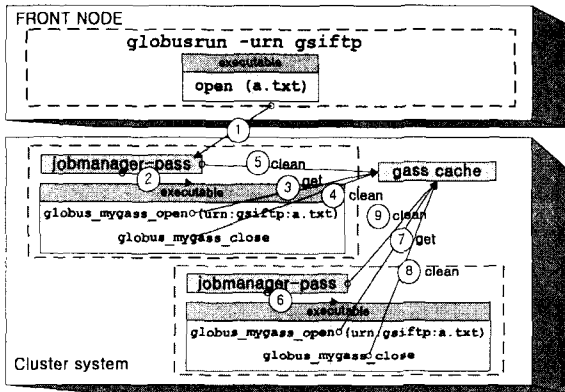 FRONT NODE
globusrun -urn gsiftp
executable
open (a.txt)
1
jobmanager-pass
5 clean
gass cache
2
executable
3 get
4 clean
globus_mygass_open(urn:gsiftp:a.txt)
9 clean
globus_mygass_close
7 get
8 clean
jobmanager-pass
6
executable
globus_mygass_open(urn:gsiftp:a.txt)
globus_mygass_close
Cluster system